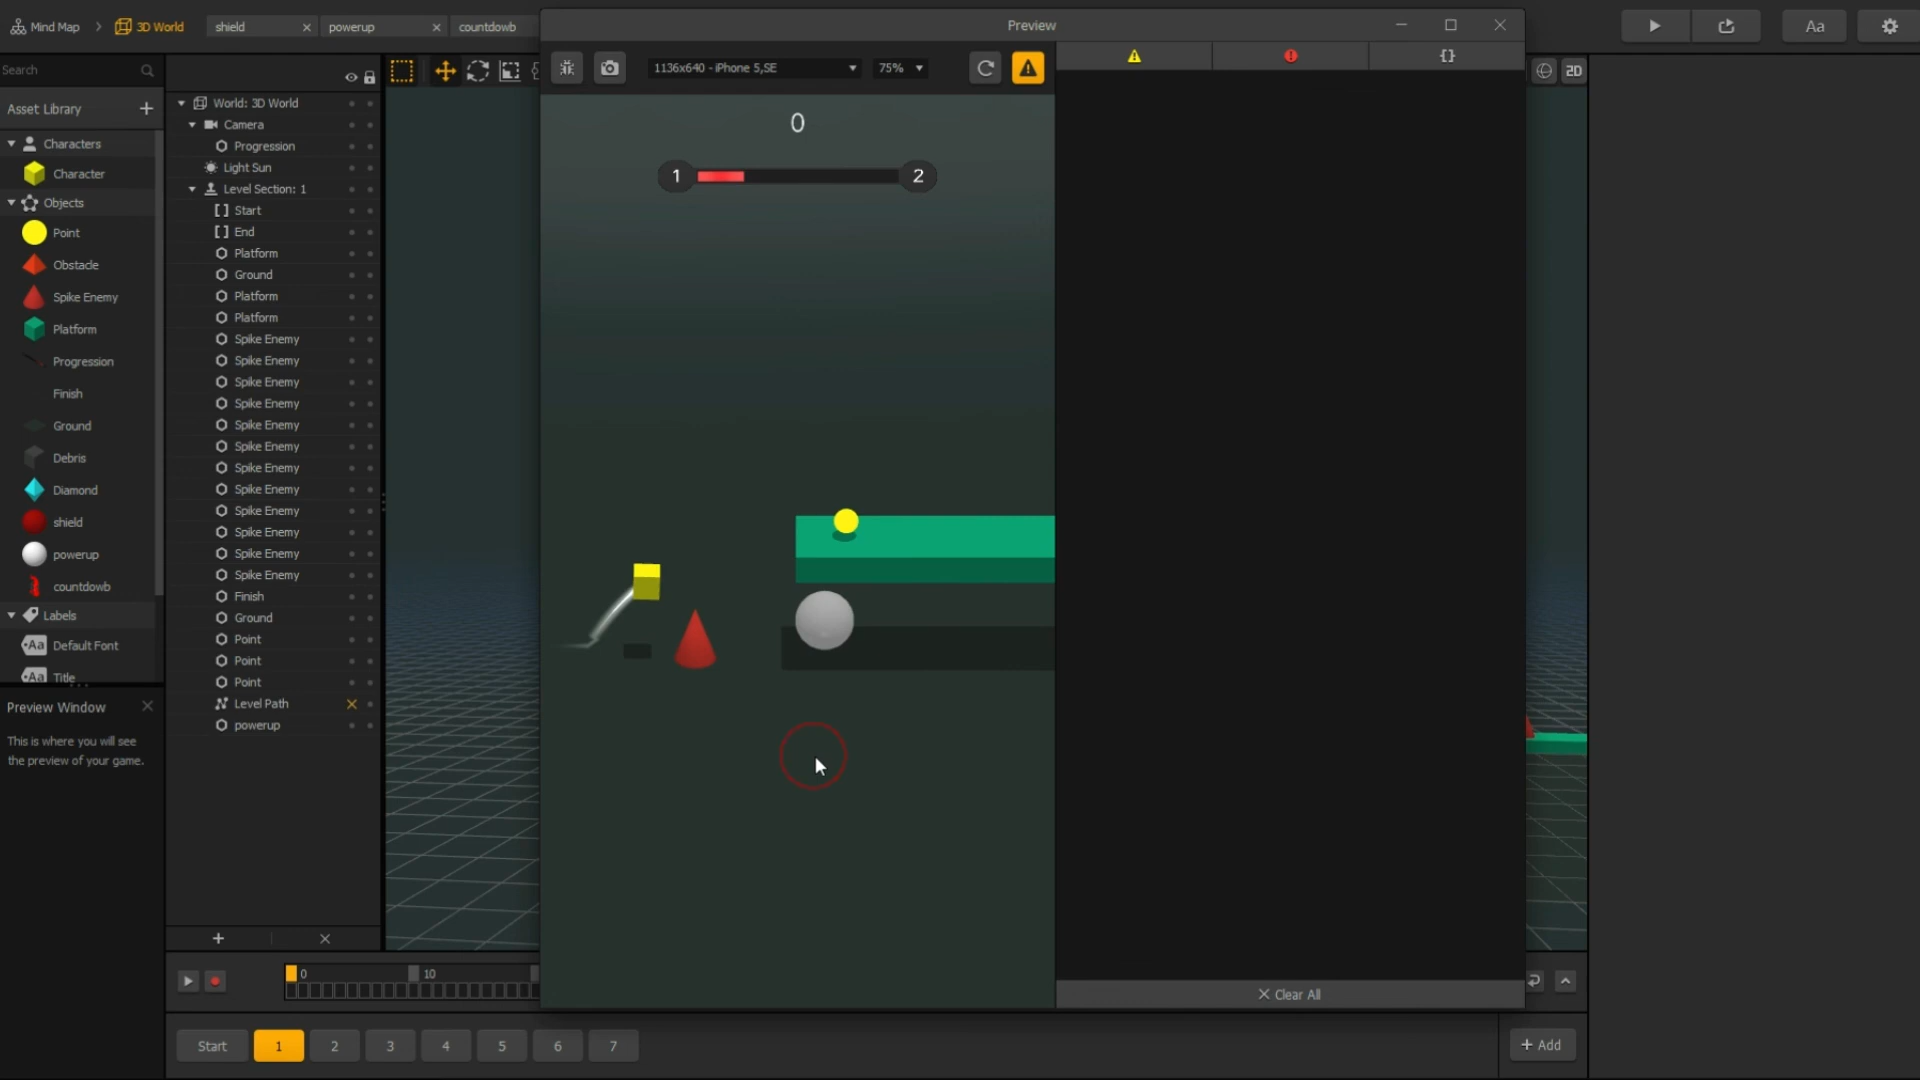 Mind Map
3D World
shield
powerup
countdowb
Preview
1136x640 - iPhone 5,SE
75%
{}
2D
Search
Asset Library
Characters
Character
Objects
Point
Obstacle
Spike Enemy
Platform
Progression
Finish
Ground
Debris
Diamond
shield
powerup
countdowb
Labels
Aa Default Font
Aa Title
World: 3D World
Camera
Progression
Light Sun
Level Section: 1
Start
End
Platform
Ground
Platform
Platform
Spike Enemy
Spike Enemy
Spike Enemy
Spike Enemy
Spike Enemy
Spike Enemy
Spike Enemy
Spike Enemy
Spike Enemy
Spike Enemy
Spike Enemy
Spike Enemy
Finish
Ground
Point
Point
Point
Level Path
powerup
0
1
2
Aa
Preview Window
This is where you will see
the preview of your game.
0
10
Clear All
Start
1
2
3
4
5
6
7
+ Add